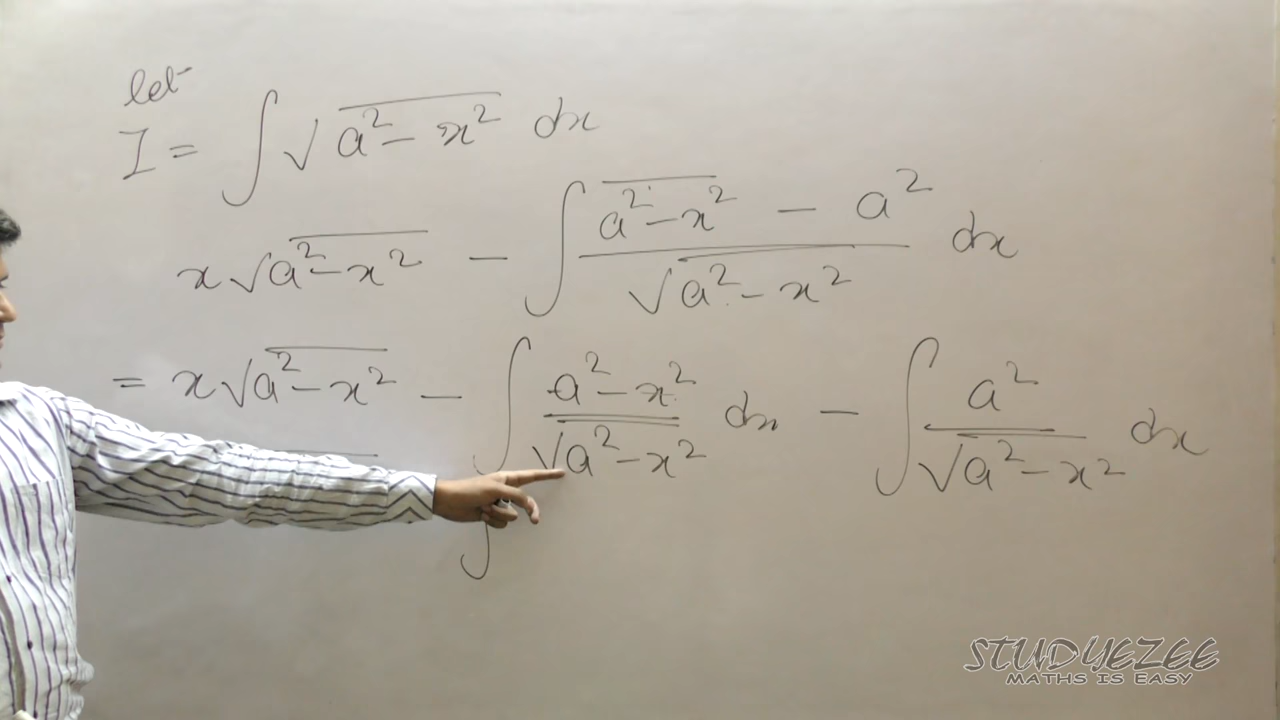 let
I = ∫ √(a² - x²) dx
x√(a² - x²) - ∫ (a² - x² - a²)/√(a² - x²) dx
= x√(a² - x²) - ∫ (a² - x²)/√(a² - x²) dx - ∫ a²/√(a² - x²) dx
∫
STUDYEZEE
MATHS IS EASY